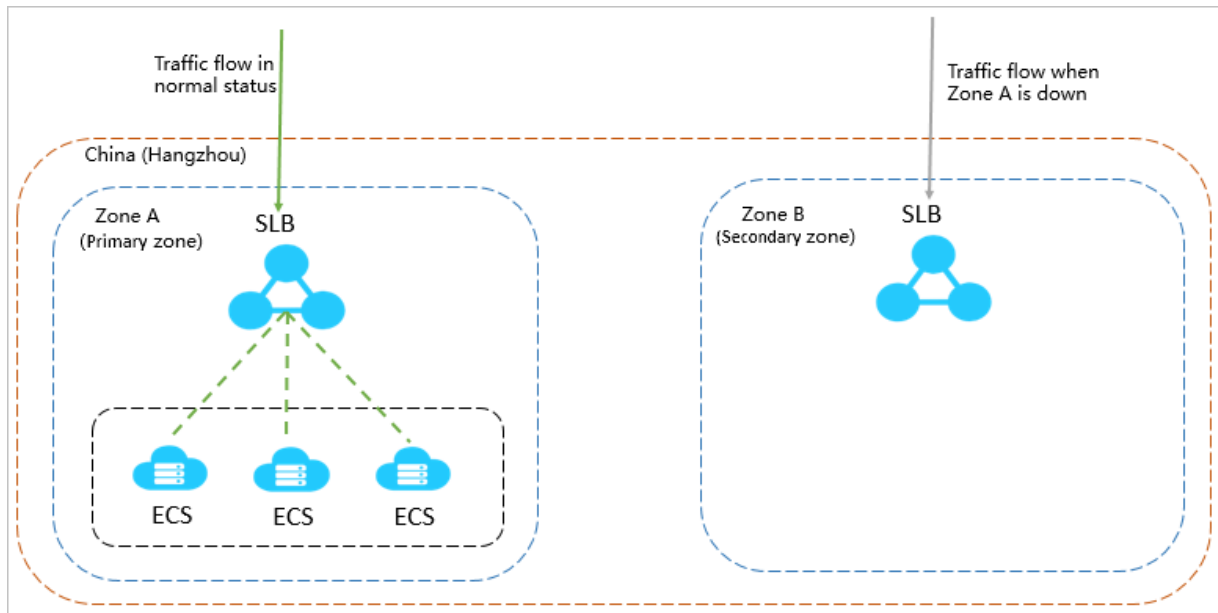 Traffic flow in
normal status
Traffic flow when
Zone A is down
China (Hangzhou)
Zone A
(Primary zone)
SLB
Zone B
(Secondary zone)
SLB
ECS
ECS
ECS